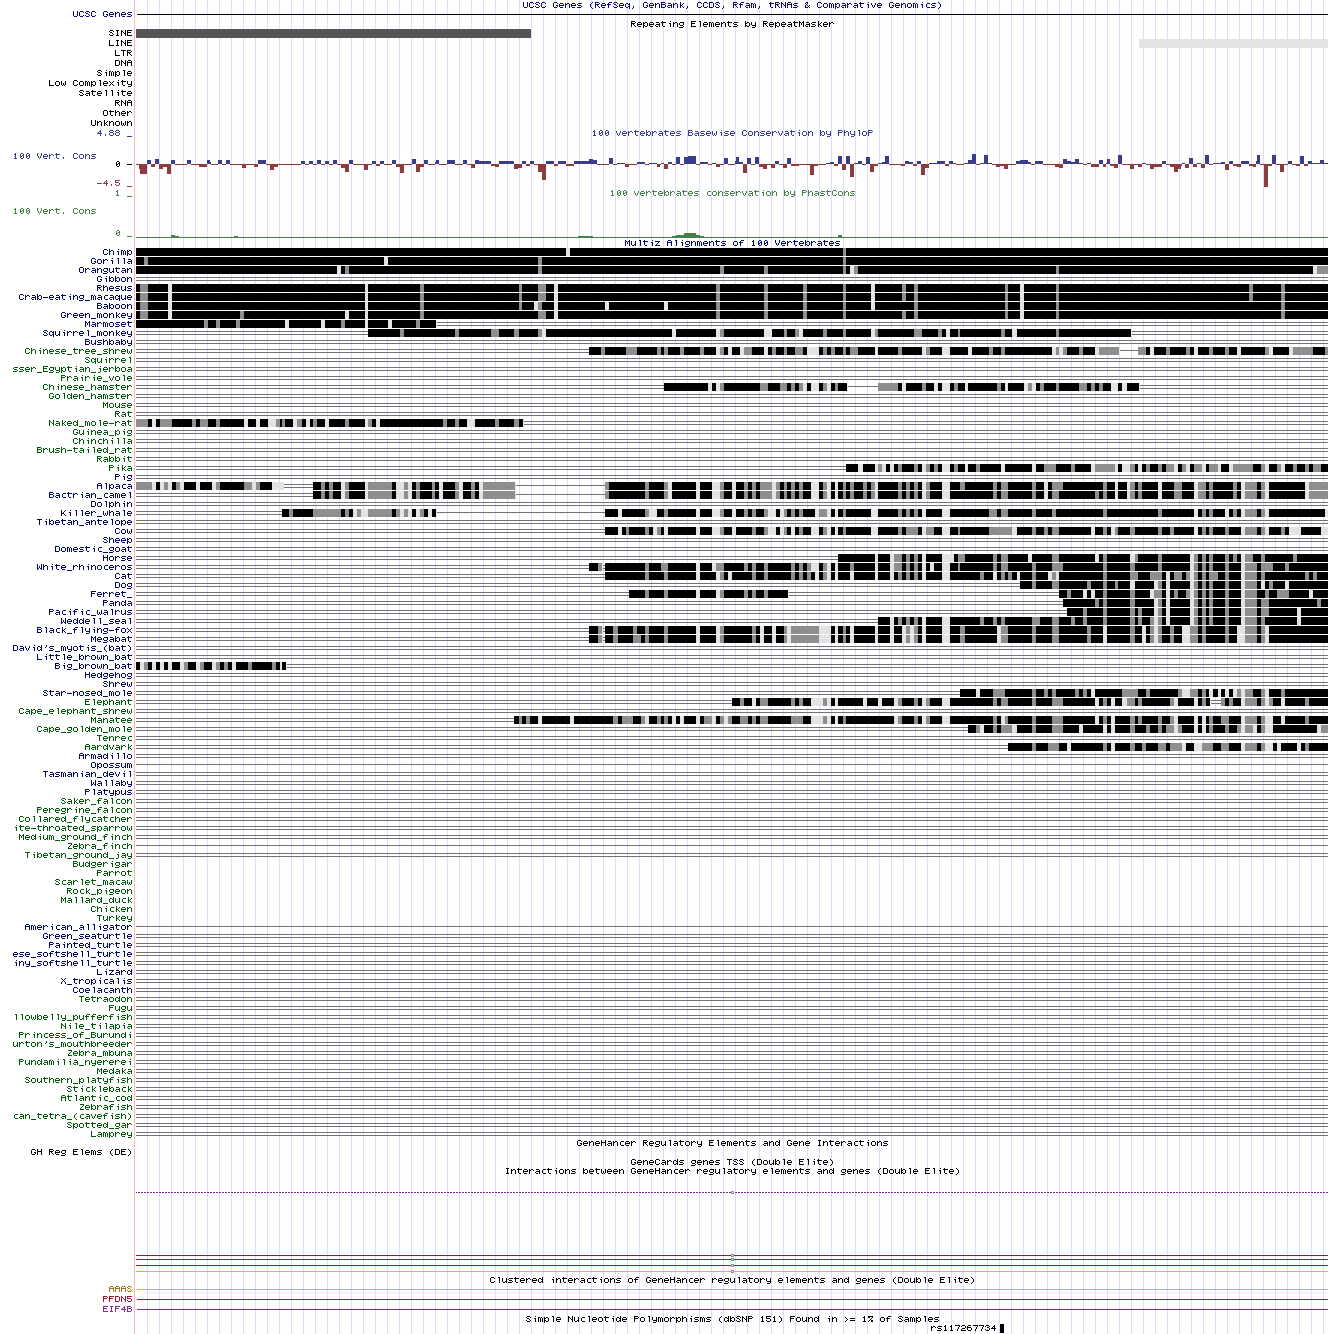 UCSC Genes (RefSeq, GenBank, CCDS, Rfam, tRNAs & Comparative Genomics)
UCSC Genes
Repeating Elements by RepeatMasker
SINE
LINE
LTR
DNA
Simple
Low Complexity
Satellite
RNA
Other
Unknown
4.88 _
100 vertebrates Basewise Conservation by PhyloP
100 Vert. Cons
0 -
-4.5 _
1 _
100 vertebrates conservation by PhastCons
100 Vert. Cons
0 _
Multiz Alignments of 100 Vertebrates
Chimp
Gorilla
Orangutan
Gibbon
Rhesus
Crab-eating_macaque
Baboon
Green_monkey
Marmoset
Squirrel_monkey
Bushbaby
Chinese_tree_shrew
Squirrel
sser_Egyptian_jerboa
Prairie_vole
Chinese_hamster
Golden_hamster
Mouse
Rat
Naked_mole-rat
Guinea_pig
Chinchilla
Brush-tailed_rat
Rabbit
Pika
Pig
Alpaca
Bactrian_camel
Dolphin
Killer_whale
Tibetan_antelope
Cow
Sheep
Domestic_goat
Horse
White_rhinoceros
Cat
Dog
Ferret_
Panda
Pacific_walrus
Weddell_seal
Black_flying-fox
Megabat
David's_myotis_(bat)
Little_brown_bat
Big_brown_bat
Hedgehog
Shrew
Star-nosed_mole
Elephant
Cape_elephant_shrew
Manatee
Cape_golden_mole
Tenrec
Aardvark
Armadillo
Opossum
Tasmanian_devil
Wallaby
Platypus
Saker_falcon
Peregrine_falcon
Collared_flycatcher
ite-throated_sparrow
Medium_ground_finch
Zebra_finch
Tibetan_ground_jay
Budgerigar
Parrot
Scarlet_macaw
Rock_pigeon
Mallard_duck
Chicken
Turkey
American_alligator
Green_seaturtle
Painted_turtle
ese_softshell_turtle
iny_softshell_turtle
Lizard
X_tropicalis
Coelacanth
Tetraodon
Fugu
llowbelly_pufferfish
Nile_tilapia
Princess_of_Burundi
urton's_mouthbreeder
Zebra_mbuna
Pundamilia_nyererei
Medaka
Southern_platyfish
Stickleback
Atlantic_cod
Zebrafish
can_tetra_(cavefish)
Spotted_gar
Lamprey
GeneHancer Regulatory Elements and Gene Interactions
GH Reg Elems (DE)
GeneCards genes TSS (Double Elite)
Interactions between GeneHancer regulatory elements and genes (Double Elite)
Clustered interactions of GeneHancer regulatory elements and genes (Double Elite)
AAAS
PFDN5
EIF4B
Simple Nucleotide Polymorphisms (dbSNP 151) Found in >= 1% of Samples
rs117267734